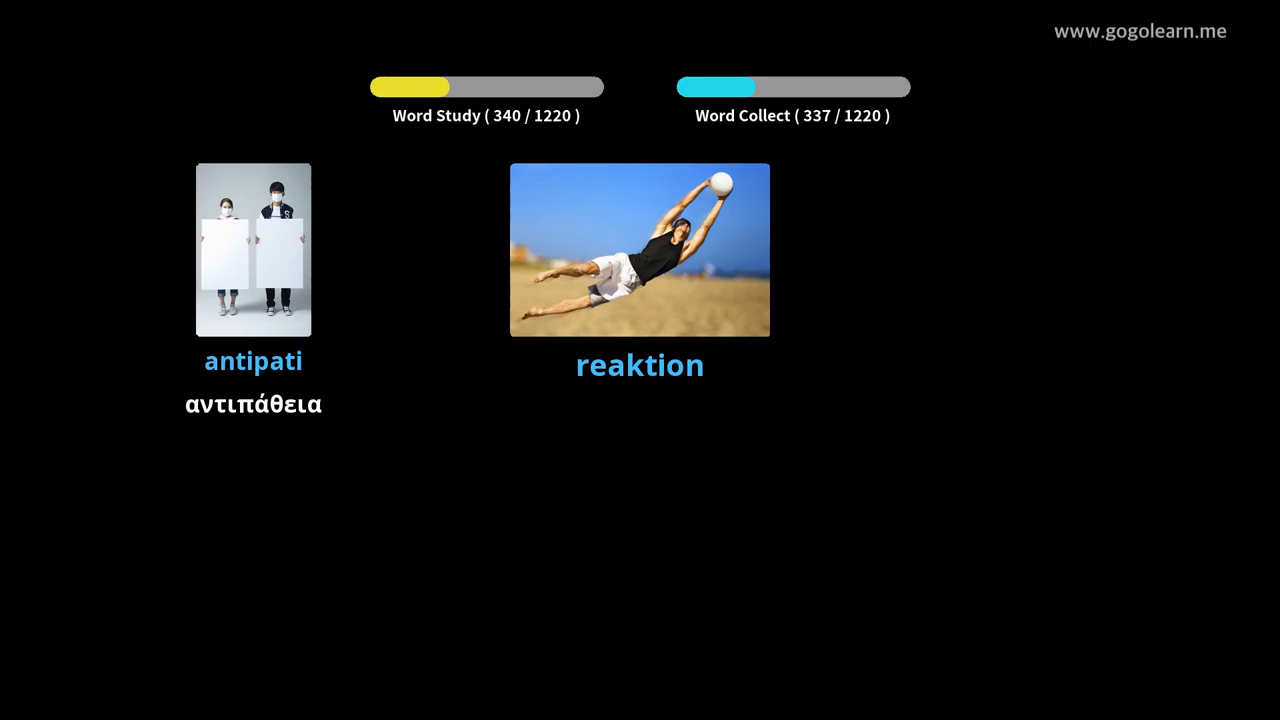 www.gogolearn.me
Word Study ( 340 / 1220 )
Word Collect ( 337 / 1220 )
antipati
αντιπάθεια
reaktion